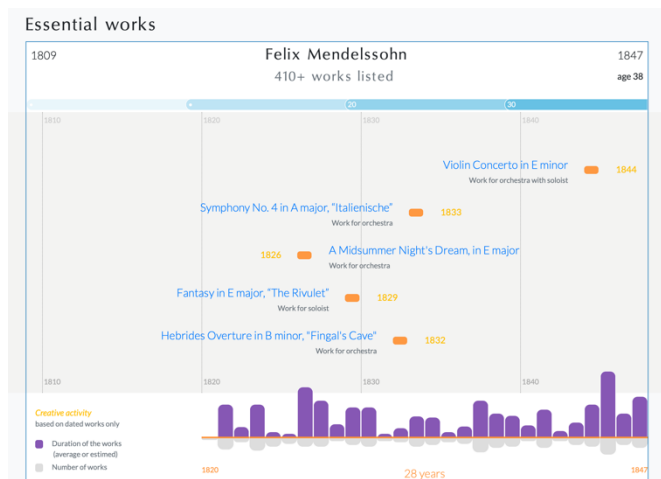 Essential works
1809
Felix Mendelssohn
1847
410+ works listed
age 38
20
30
1810
1820
1830
1840
Violin Concerto in E minor
1844
Work for orchestra with soloist
Symphony No. 4 in A major, “Italienische”
1833
Work for orchestra
1826
A Midsummer Night's Dream, in E major
Work for orchestra
Fantasy in E major, “The Rivulet”
1829
Work for soloist
Hebrides Overture in B minor, “Fingal's Cave”
1832
Work for orchestra
1810
1820
1830
1840
Creative activity
based on dated works only
Duration of the works
(average or estimed)
Number of works
1820
28 years
1847